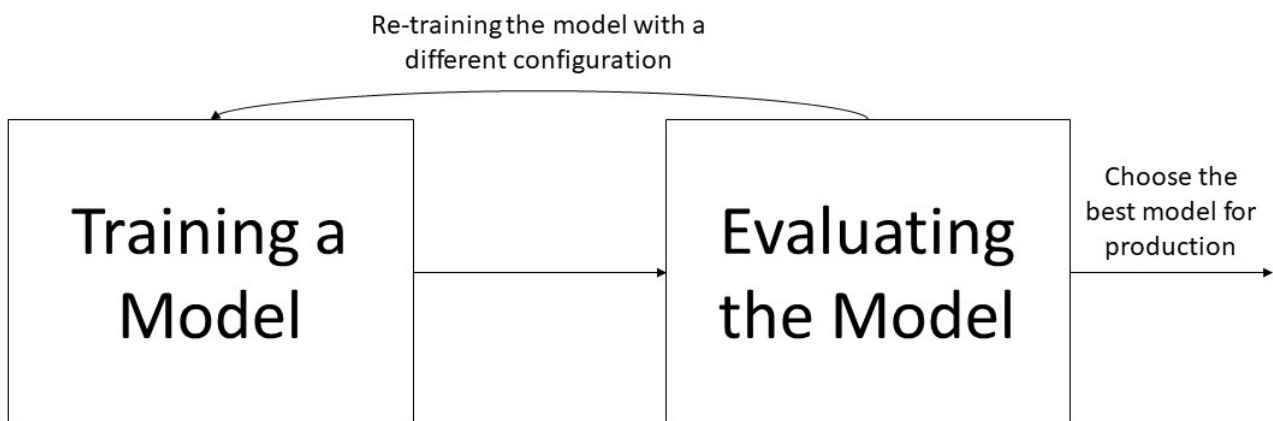 Re-training the model with a
different configuration
Training a
Model
Evaluating
the Model
Choose the
best model for
production